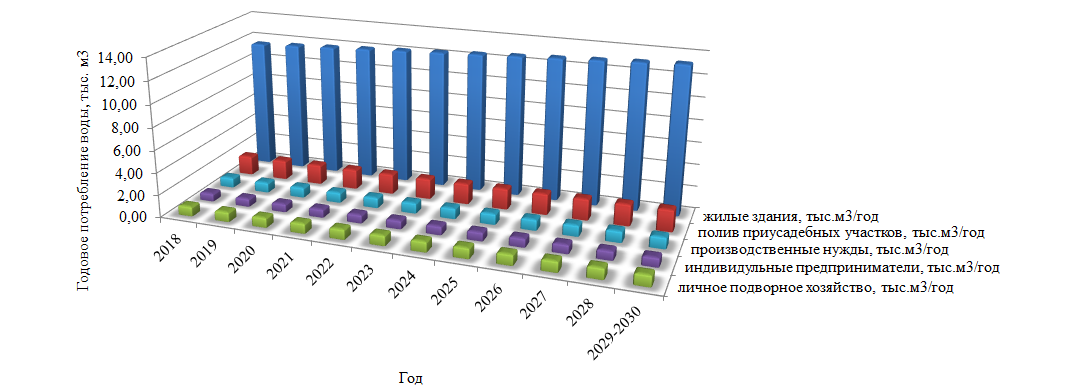 Годовое потребление воды, тыс. м3
14,00
12,00
10,00
8,00
6,00
4,00
2,00
0,00
2018
2019
2020
2021
2022
2023
2024
2025
2026
2027
2028
2029-2030
жилые здания, тыс.м3/год
полив приусадебных участков, тыс.м3/год
производственные нужды, тыс.м3/год
индивидульные предприниматели, тыс.м3/год
личное подворное хозяйство, тыс.м3/год
Год